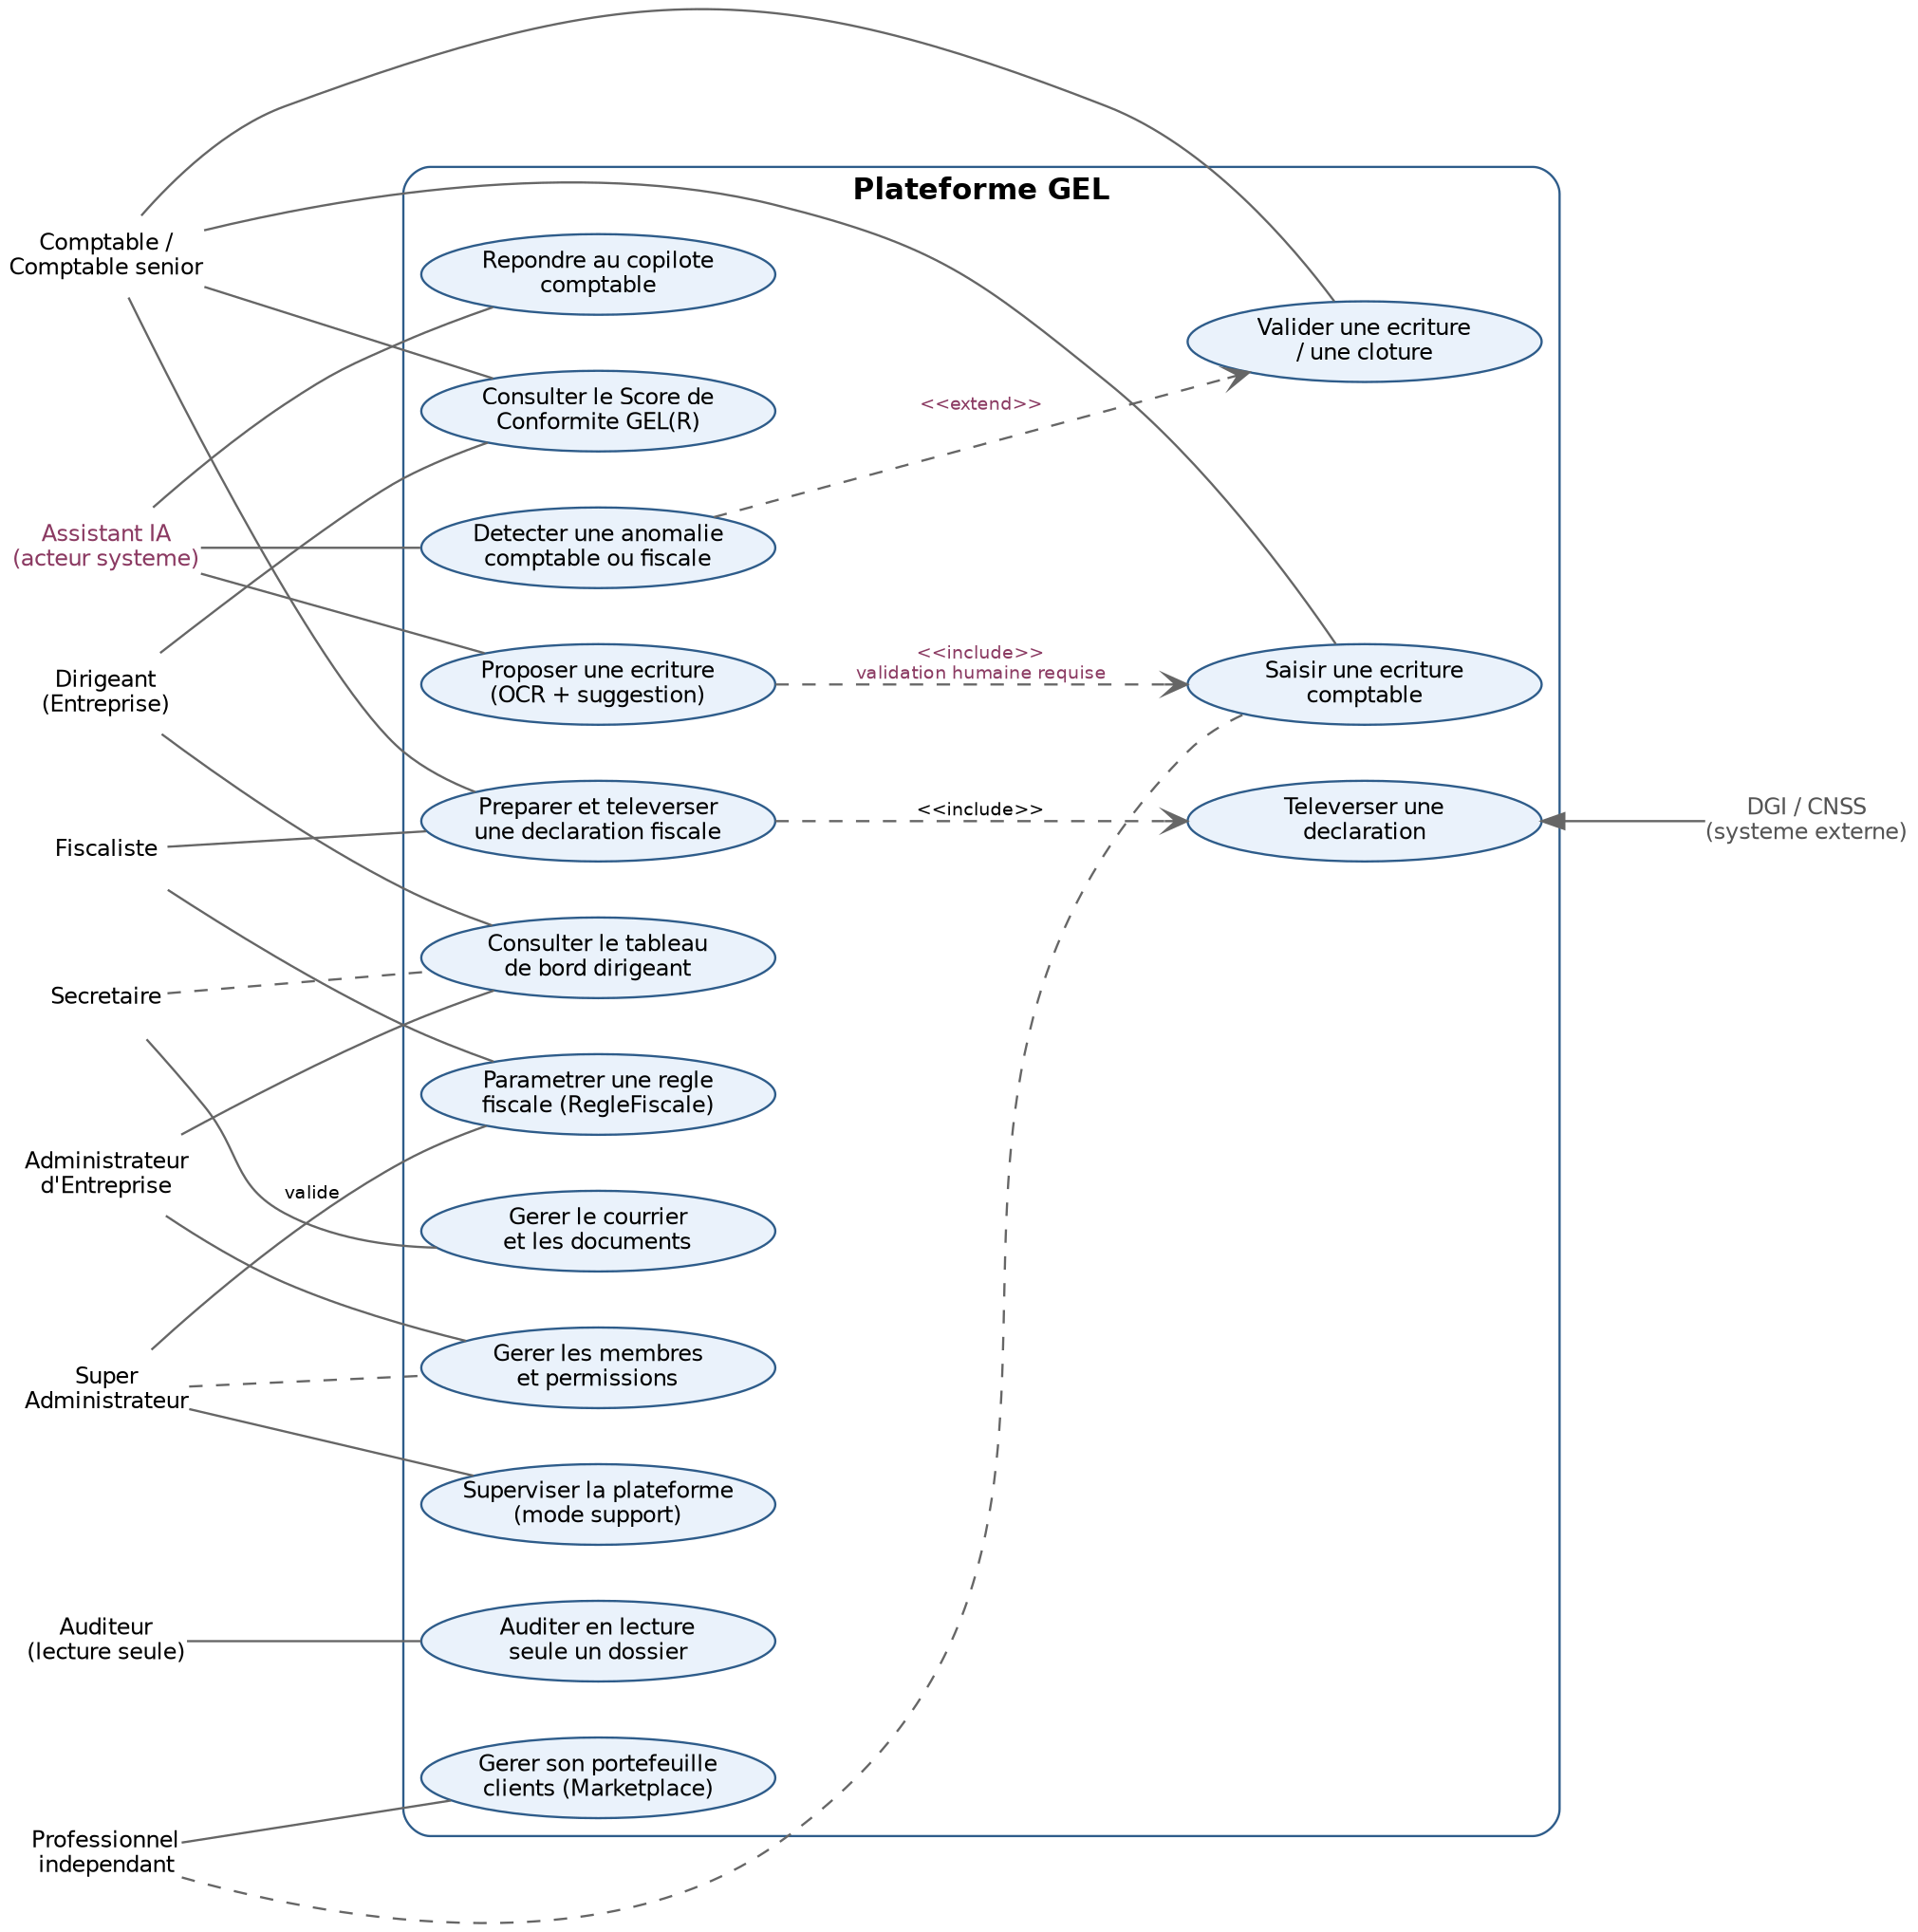 Plateforme GEL
Comptable /
Comptable senior
Repondre au copilote
comptable
Valider une ecriture
/ une cloture
Consulter le Score de
Conformite GEL(R)
<<extend>>
Assistant IA
(acteur systeme)
Detecter une anomalie
comptable ou fiscale
Dirigeant
(Entreprise)
Proposer une ecriture
(OCR + suggestion)
<<include>>
validation humaine requise
Saisir une ecriture
comptable
Fiscaliste
Preparer et televerser
une declaration fiscale
<<include>>
Televerser une
declaration
DGI / CNSS
(systeme externe)
Consulter le tableau
de bord dirigeant
Secretaire
Parametrer une regle
fiscale (RegleFiscale)
Administrateur
d'Entreprise
valide
Gerer le courrier
et les documents
Gerer les membres
et permissions
Super
Administrateur
Superviser la plateforme
(mode support)
Auditeur
(lecture seule)
Auditer en lecture
seule un dossier
Gerer son portefeuille
clients (Marketplace)
Professionnel
independant